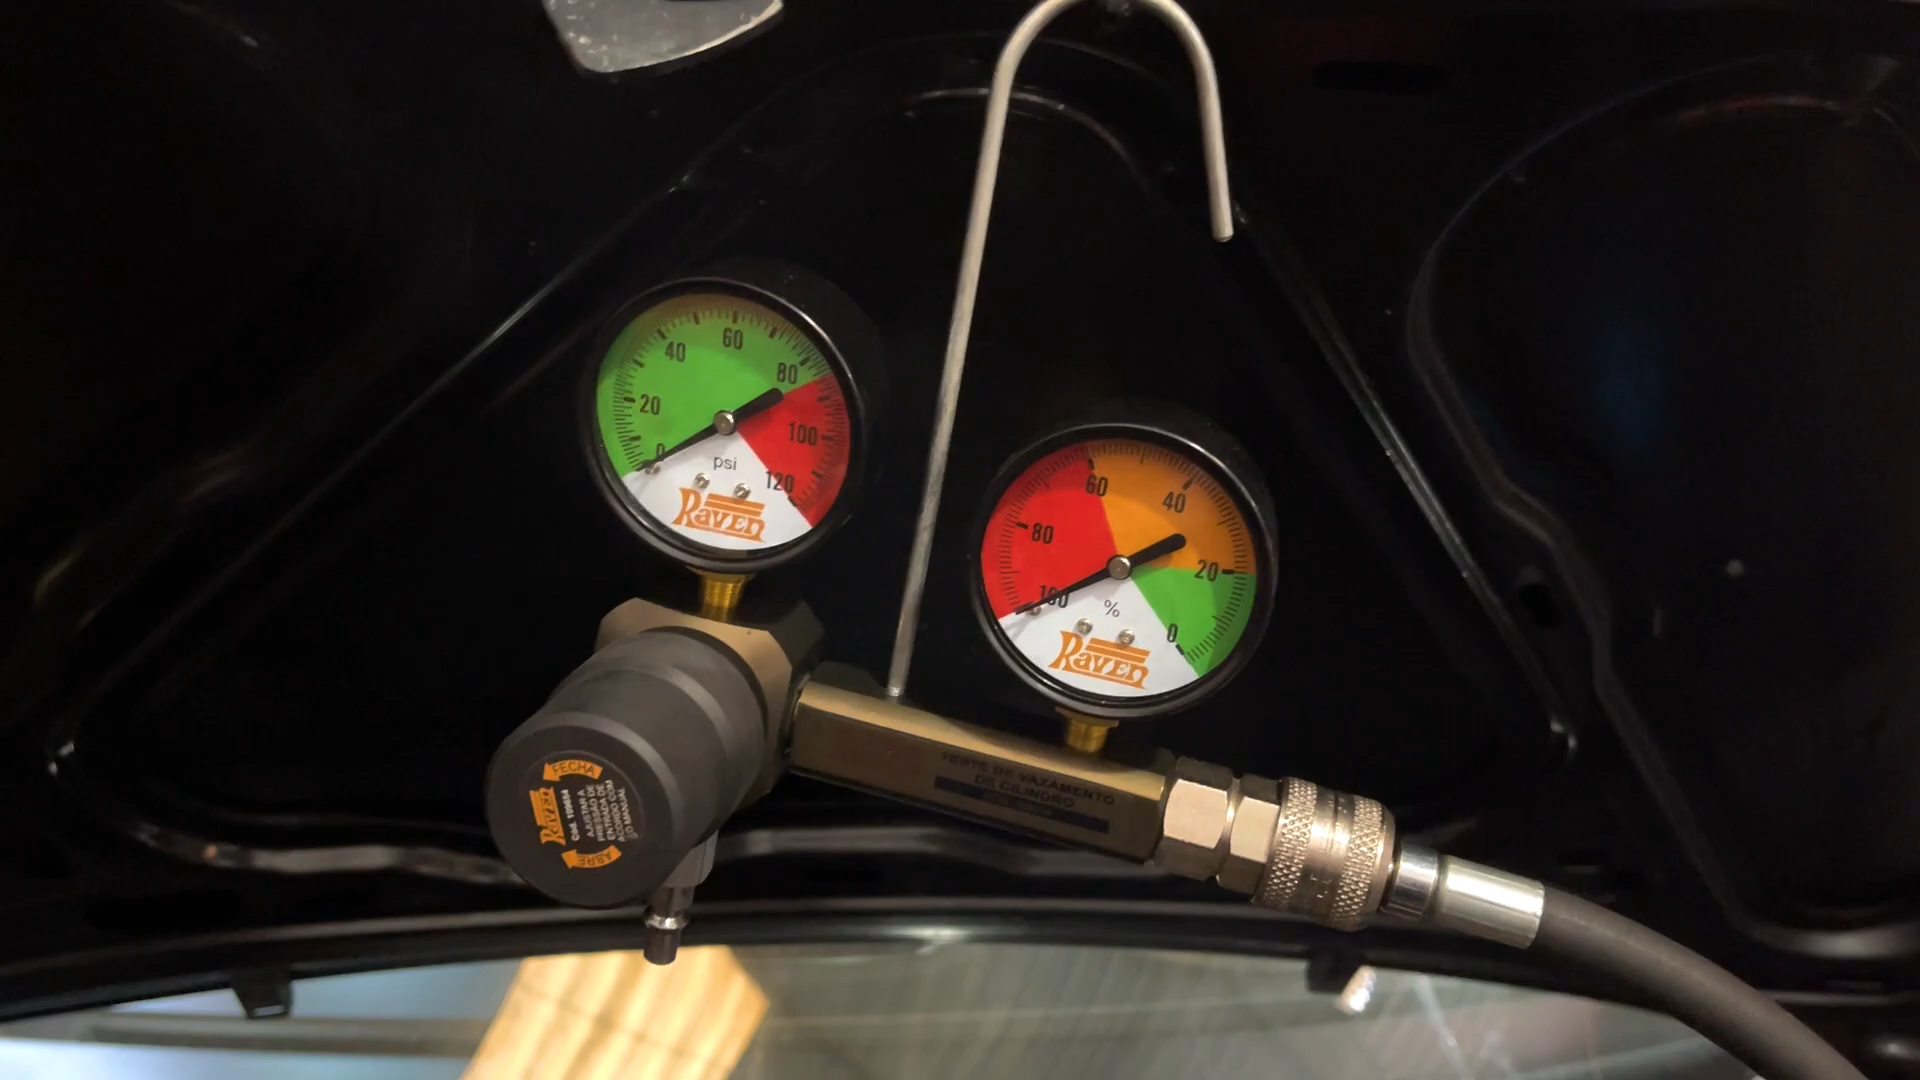 0
20
40
60
80
100
120
psi
RAVEN
100
80
60
40
20
0
%
RAVEN
TESTE DE VAZAMENTO
DE CILINDRO
FECHA
RAVEN
Cód. 109684
AJUSTAR A
PRESSÃO DE
ENTRADA DE
ACORDO COM
O MANUAL
ABRE